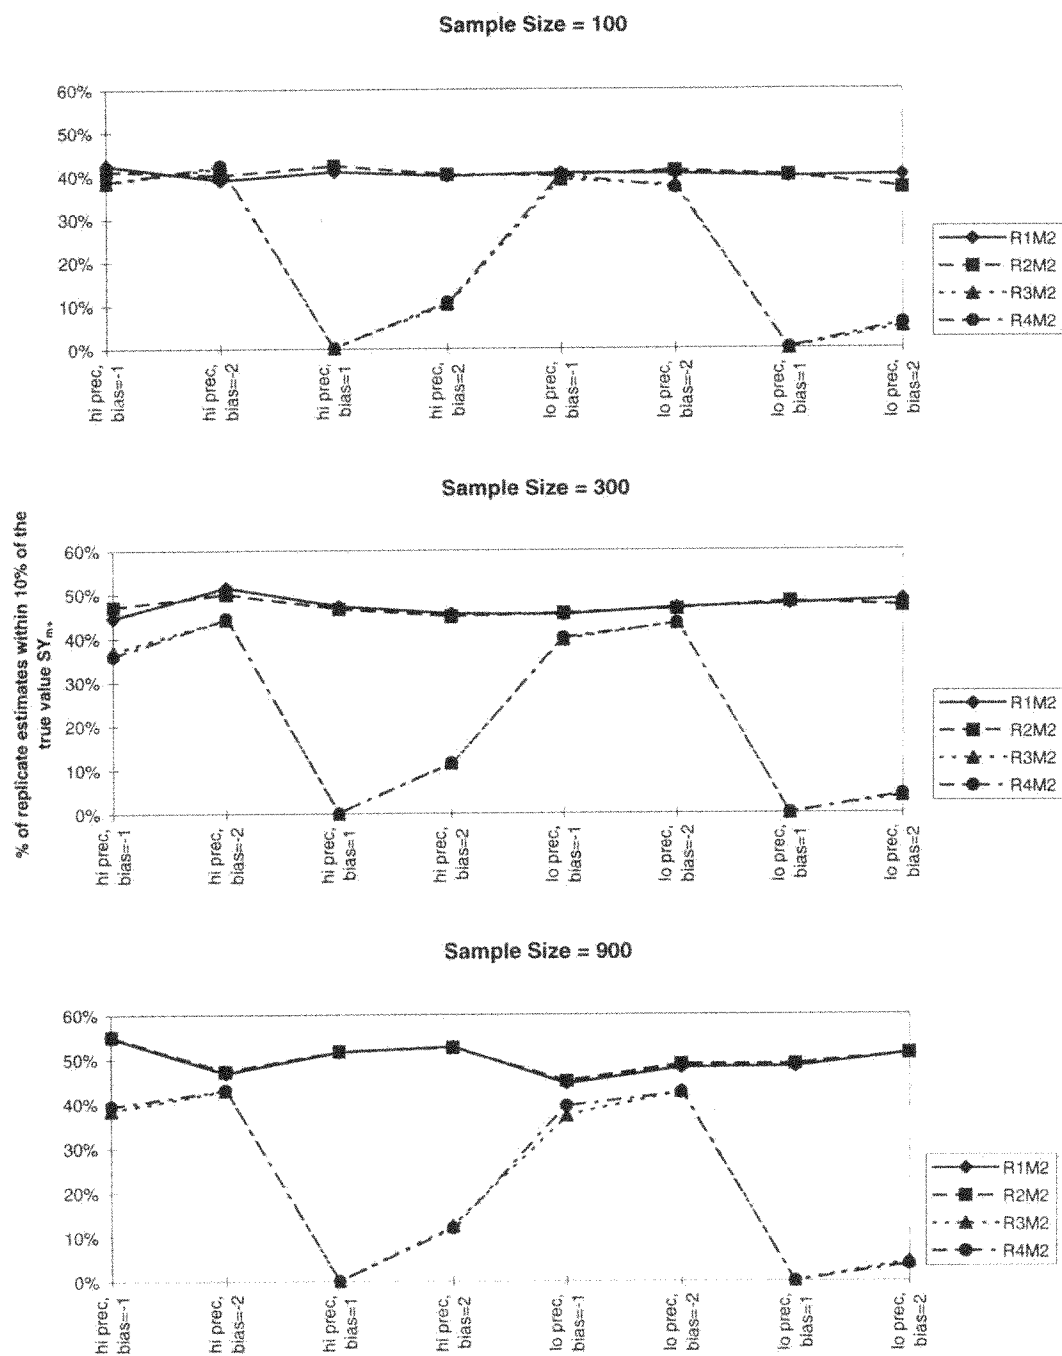 Sample Size = 100
60%
50%
40%
30%
20%
10%
0%
hi prec,
bias=-1
hi prec,
bias=-2
hi prec,
bias=1
hi prec,
bias=2
lo prec,
bias=-1
lo prec,
bias=-2
lo prec,
bias=1
lo prec,
bias=2
R1M2
R2M2
R3M2
R4M2
% of replicate estimates within 10% of the
true value SYm+
Sample Size = 300
60%
50%
40%
30%
20%
10%
0%
hi prec,
bias=-1
hi prec,
bias=-2
hi prec,
bias=1
hi prec,
bias=2
lo prec,
bias=-1
lo prec,
bias=-2
lo prec,
bias=1
lo prec,
bias=2
R1M2
R2M2
R3M2
R4M2
Sample Size = 900
60%
50%
40%
30%
20%
10%
0%
hi prec,
bias=-1
hi prec,
bias=-2
hi prec,
bias=1
hi prec,
bias=2
lo prec,
bias=-1
lo prec,
bias=-2
lo prec,
bias=1
lo prec,
bias=2
R1M2
R2M2
R3M2
R4M2